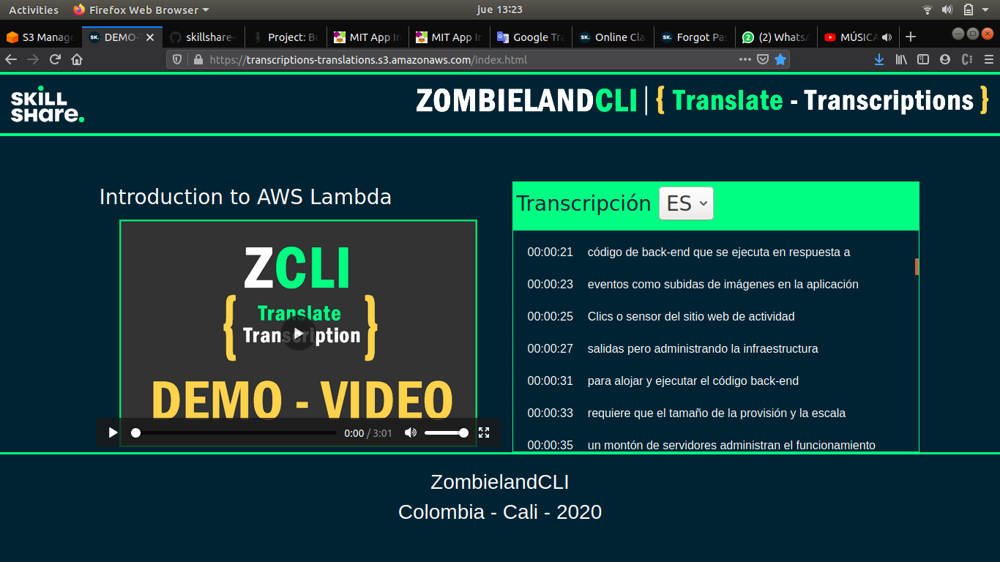 Activities Firefox Web Browser jue 13:23
S3 Manage DEMO- skillshare- Project: Bu MIT App In MIT App In Google Tra Online Cla Forgot Pas (2) WhatsA MÚSICA
https://transcriptions-translations.s3.amazonaws.com/index.html
SKILL
SHARE.
ZOMBIELANDCLI | { Translate - Transcriptions }
Introduction to AWS Lambda
ZCLI
{ Translate
Transcription }
DEMO - VIDEO
0:00 / 3:01
Transcripción ES
00:00:21 código de back-end que se ejecuta en respuesta a
00:00:23 eventos como subidas de imágenes en la aplicación
00:00:25 Clics o sensor del sitio web de actividad
00:00:27 salidas pero administrando la infraestructura
00:00:31 para alojar y ejecutar el código back-end
00:00:33 requiere que el tamaño de la provisión y la escala
00:00:35 un montón de servidores administran el funcionamiento
ZombielandCLI
Colombia - Cali - 2020